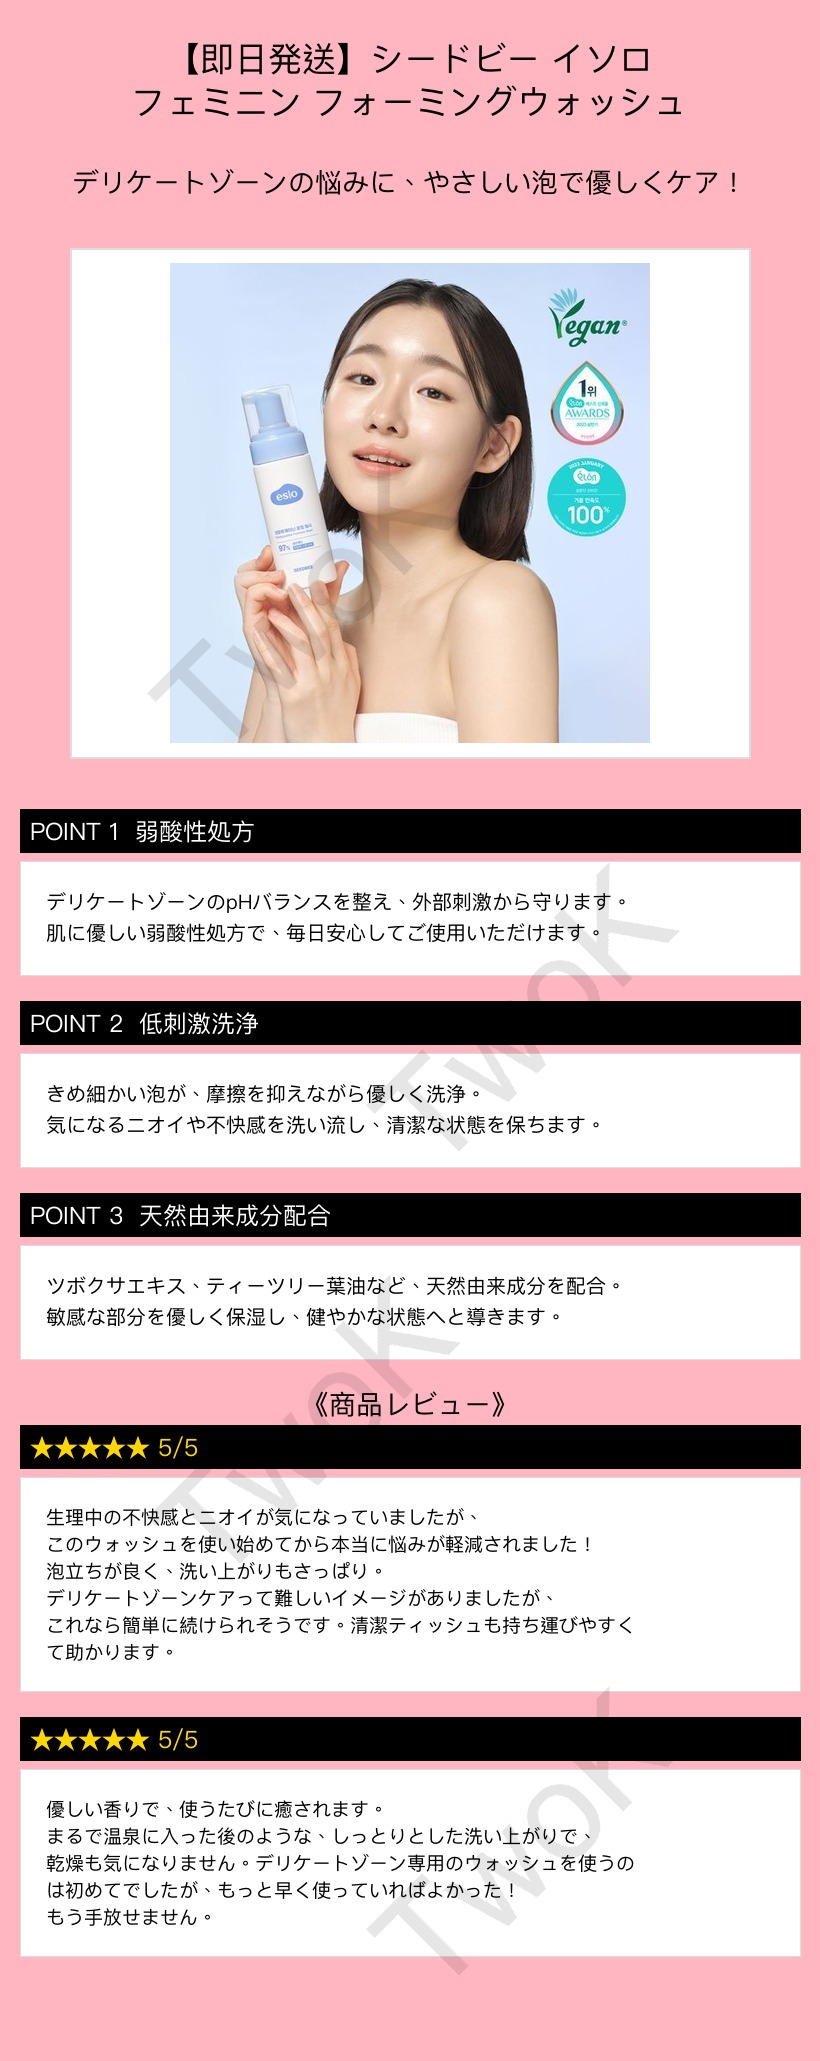 【即日発送】シードビー イソロ
フェミニン フォーミングウォッシュ
デリケートゾーンの悩みに、やさしい泡で優しくケア！
Vegan®
1위
AWARDS
eslo
97%
2023 JANUARY
100%
TwoK
POINT 1 弱酸性処方
デリケートゾーンのpHバランスを整え、外部刺激から守ります。
肌に優しい弱酸性処方で、毎日安心してご使用いただけます。
TwoK
POINT 2 低刺激洗浄
きめ細かい泡が、摩擦を抑えながら優しく洗浄。
気になるニオイや不快感を洗い流し、清潔な状態を保ちます。
POINT 3 天然由来成分配合
ツボクサエキス、ティーツリー葉油など、天然由来成分を配合。
敏感な部分を優しく保湿し、健やかな状態へと導きます。
TwoK
《商品レビュー》
★★★★★ 5/5
生理中の不快感とニオイが気になっていましたが、
このウォッシュを使い始めてから本当に悩みが軽減されました！
泡立ちが良く、洗い上がりもさっぱり。
デリケートゾーンケアって難しいイメージがありましたが、
これなら簡単に続けられそうです。清潔ティッシュも持ち運びやすく
て助かります。
★★★★★ 5/5
優しい香りで、使うたびに癒されます。
まるで温泉に入った後のような、しっとりとした洗い上がりで、
乾燥も気になりません。デリケートゾーン専用のウォッシュを使うの
は初めてでしたが、もっと早く使っていればよかった！
もう手放せません。
TwoK